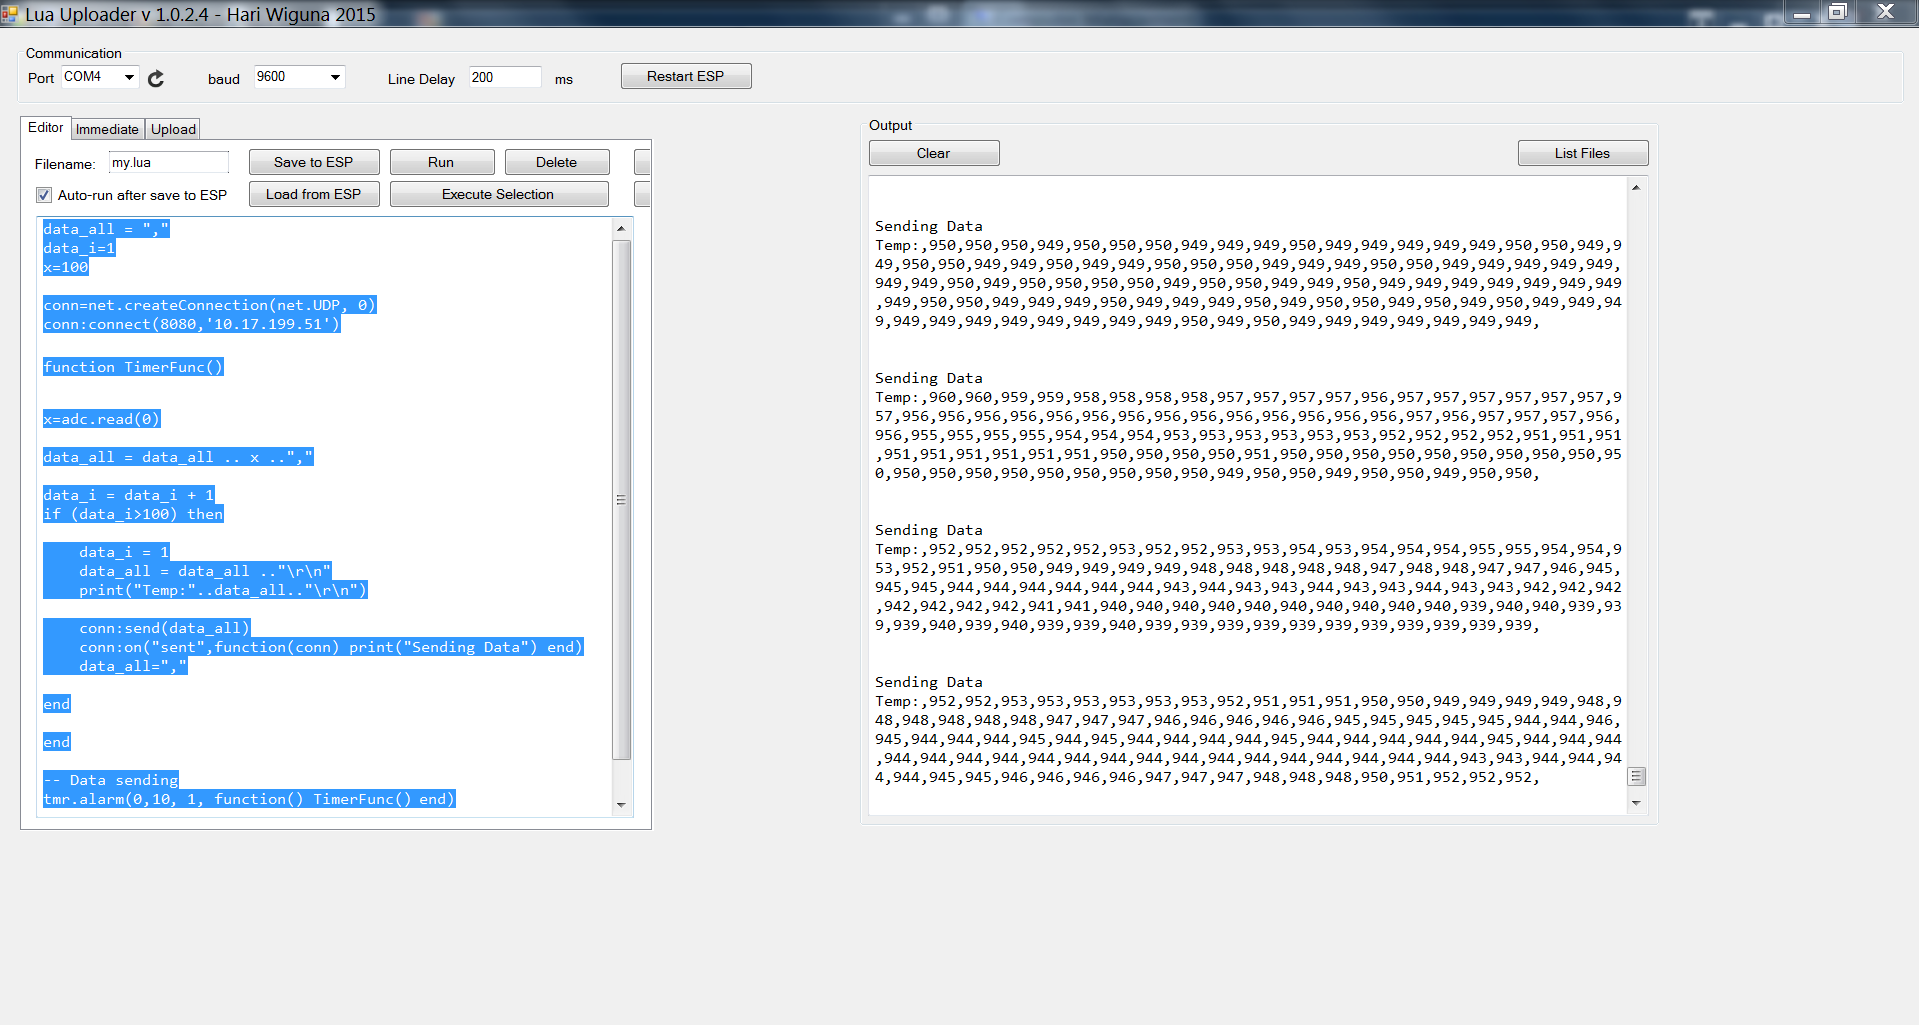 Lua Uploader v 1.0.2.4 - Hari Wiguna 2015
Communication
Port COM4 baud 9600 Line Delay 200 ms Restart ESP
Editor Immediate Upload
Filename: my.lua Save to ESP Run Delete
Auto-run after save to ESP Load from ESP Execute Selection
data_all = ","
data_i=1
x=100
conn=net.createConnection(net.UDP, 0)
conn:connect(8080,'10.17.199.51')
function TimerFunc()
x=adc.read(0)
data_all = data_all .. x ..","
data_i = data_i + 1
if (data_i>100) then
data_i = 1
data_all = data_all .."\r\n"
print("Temp:"..data_all.."\r\n")
conn:send(data_all)
conn:on("sent",function(conn) print("Sending Data") end)
data_all=","
end
end
-- Data sending
tmr.alarm(0,10, 1, function() TimerFunc() end)
Output
Clear List Files
Sending Data
Temp:,950,950,950,949,950,950,950,949,949,949,950,949,949,949,949,949,950,950,949,9
49,950,950,949,949,950,949,949,950,950,950,949,949,949,950,950,949,949,949,949,949,
949,949,950,949,950,950,950,950,949,950,950,949,949,950,949,949,949,949,949,949,949
,949,950,950,949,949,949,950,949,949,949,950,949,950,950,949,950,949,950,949,949,94
9,949,949,949,949,949,949,949,949,950,949,950,949,949,949,949,949,949,949,
Sending Data
Temp:,960,960,959,959,958,958,958,958,957,957,957,957,956,957,957,957,957,957,957,9
57,956,956,956,956,956,956,956,956,956,956,956,956,956,956,957,956,957,957,957,956,
956,955,955,955,955,954,954,954,953,953,953,953,953,953,952,952,952,952,951,951,951
,951,951,951,951,951,951,950,950,950,950,951,950,950,950,950,950,950,950,950,950,95
0,950,950,950,950,950,950,950,950,950,949,950,950,949,950,950,949,950,950,
Sending Data
Temp:,952,952,952,952,952,953,952,952,953,953,954,953,954,954,954,955,955,954,954,9
53,952,951,950,950,949,949,949,949,948,948,948,948,948,947,948,948,947,947,946,945,
945,945,944,944,944,944,944,944,943,944,943,943,944,943,943,944,943,943,942,942,942
,942,942,942,942,941,941,940,940,940,940,940,940,940,940,940,940,939,940,940,939,93
9,939,940,939,940,939,939,940,939,939,939,939,939,939,939,939,939,939,939,
Sending Data
Temp:,952,952,953,953,953,953,953,953,952,951,951,951,950,950,949,949,949,949,948,9
48,948,948,948,948,947,947,947,946,946,946,946,946,945,945,945,945,945,944,944,946,
945,944,944,944,945,944,945,944,944,944,944,945,944,944,944,944,944,945,944,944,944
,944,944,944,944,944,944,944,944,944,944,944,944,944,944,944,944,943,943,944,944,94
4,944,945,945,946,946,946,946,947,947,947,948,948,948,950,951,952,952,952,